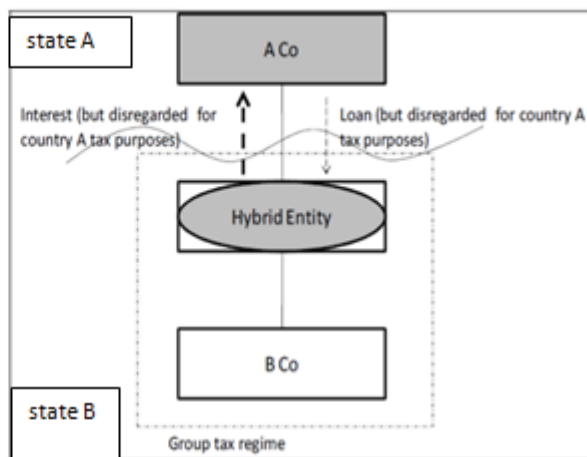 state A
A Co
Interest (but disregarded for
country A tax purposes)
Loan (but disregarded for country A
tax purposes)
Hybrid Entity
B Co
state B
Group tax regime